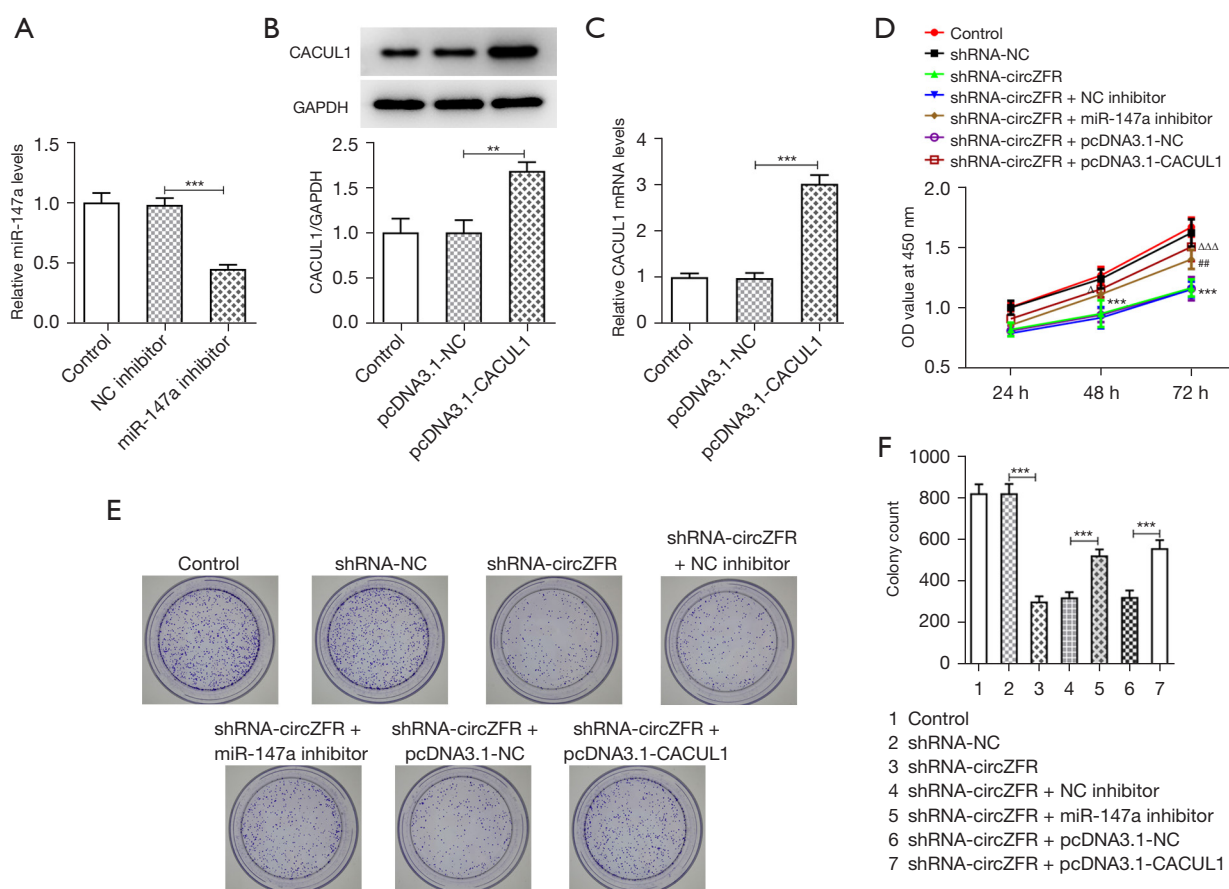 A
Relative miR-147a levels
1.5
1.0
0.5
0.0
***
Control
NC inhibitor
miR-147a inhibitor
B
CACUL1
GAPDH
CACUL1/GAPDH
2.5
1.5
1.0
0.5
2.0
**
Control
pcDNA3.1-NC
pcDNA3.1-CACUL1
C
Relative CACUL1 mRNA levels
4
3
2
1
0
***
Control
pcDNA3.1-NC
pcDNA3.1-CACUL1
D
Control
shRNA-NC
shRNA-circZFR
shRNA-circZFR + NC inhibitor
shRNA-circZFR + miR-147a inhibitor
shRNA-circZFR + pcDNA3.1-NC
shRNA-circZFR + pcDNA3.1-CACUL1
OD value at 450 nm
2.0
1.5
1.0
0.5
Δ
***
ΔΔΔ
##
***
24 h 48 h 72 h
E
Control
shRNA-NC
shRNA-circZFR
shRNA-circZFR
+ NC inhibitor
shRNA-circZFR +
miR-147a inhibitor
shRNA-circZFR +
pcDNA3.1-NC
shRNA-circZFR +
pcDNA3.1-CACUL1
F
Colony count
1000
800
600
400
200
0
***
***
***
1 2 3 4 5 6 7
1 Control
2 shRNA-NC
3 shRNA-circZFR
4 shRNA-circZFR + NC inhibitor
5 shRNA-circZFR + miR-147a inhibitor
6 shRNA-circZFR + pcDNA3.1-NC
7 shRNA-circZFR + pcDNA3.1-CACUL1